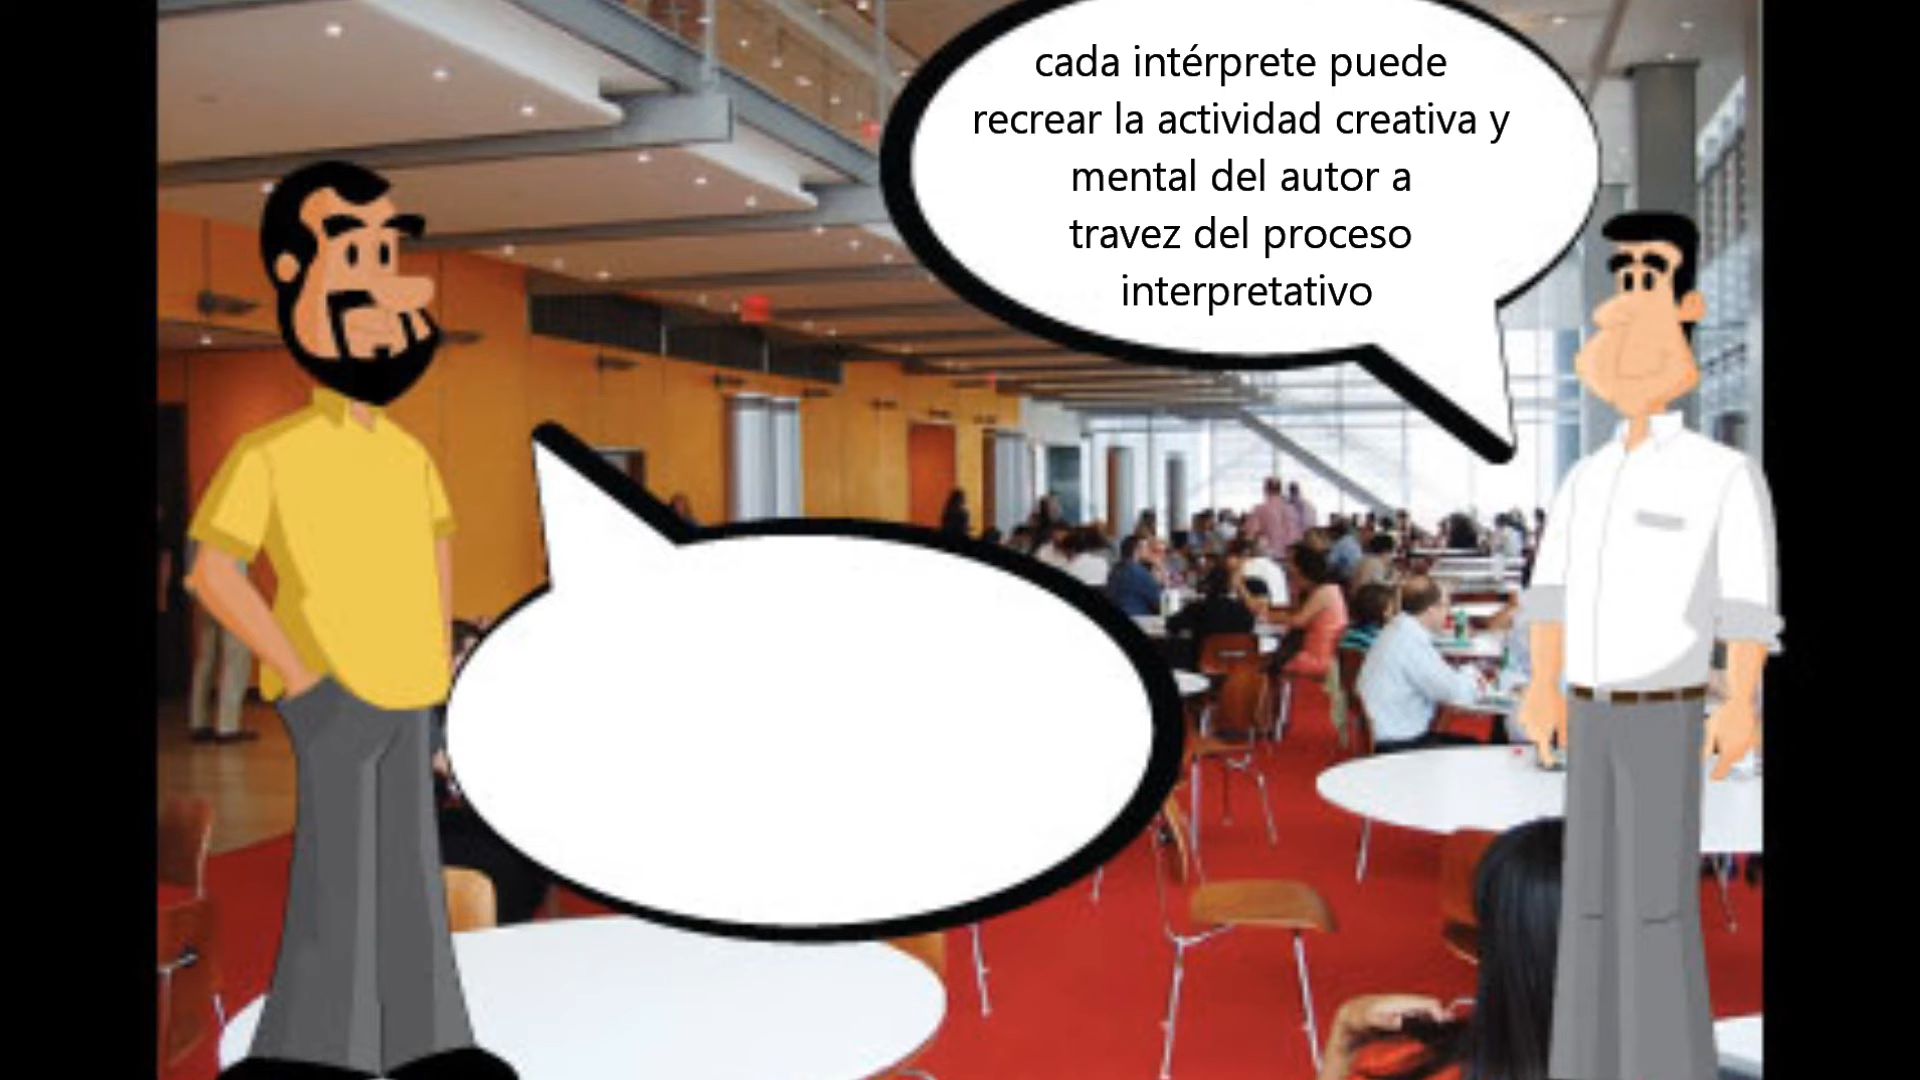 cada intérprete puede
recrear la actividad creativa y
mental del autor a
travez del proceso
interpretativo